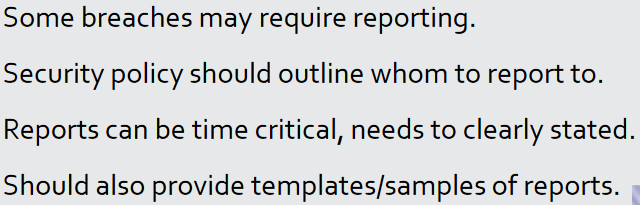 Some breaches may require reporting.
Security policy should outline whom to report to.
Reports can be time critical, needs to clearly stated.
Should also provide templates/samples of reports.